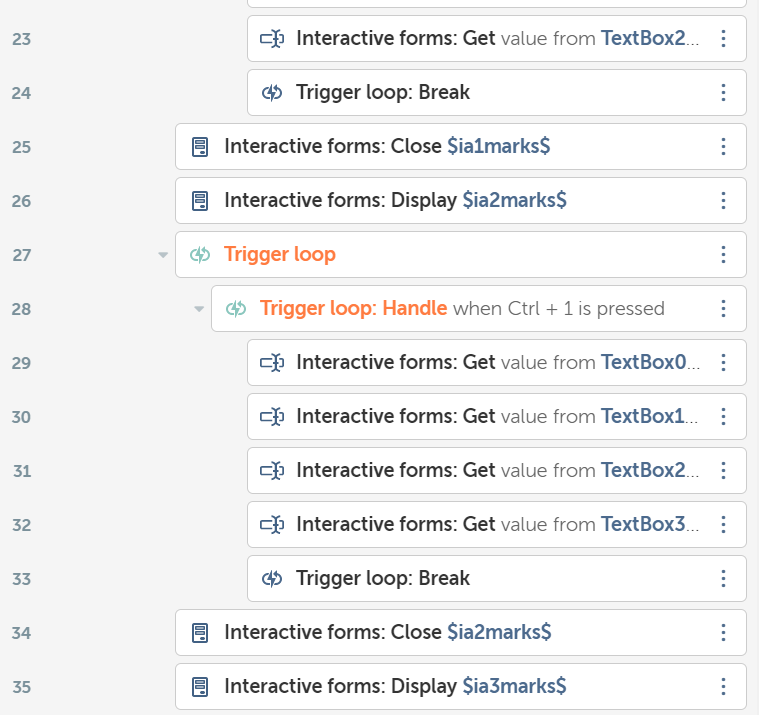 23 Interactive forms: Get value from TextBox2...
24 Trigger loop: Break
25 Interactive forms: Close $ia1marks$
26 Interactive forms: Display $ia2marks$
27 Trigger loop
28 Trigger loop: Handle when Ctrl + 1 is pressed
29 Interactive forms: Get value from TextBox0...
30 Interactive forms: Get value from TextBox1...
31 Interactive forms: Get value from TextBox2...
32 Interactive forms: Get value from TextBox3...
33 Trigger loop: Break
34 Interactive forms: Close $ia2marks$
35 Interactive forms: Display $ia3marks$